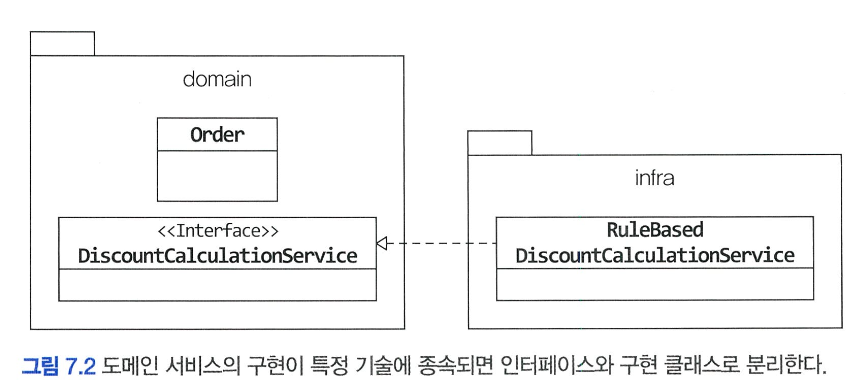 domain
Order
<<Interface>>
DiscountCalculationService
infra
RuleBased
DiscountCalculationService
그림 7.2 도메인 서비스의 구현이 특정 기술에 종속되면 인터페이스와 구현 클래스로 분리한다.